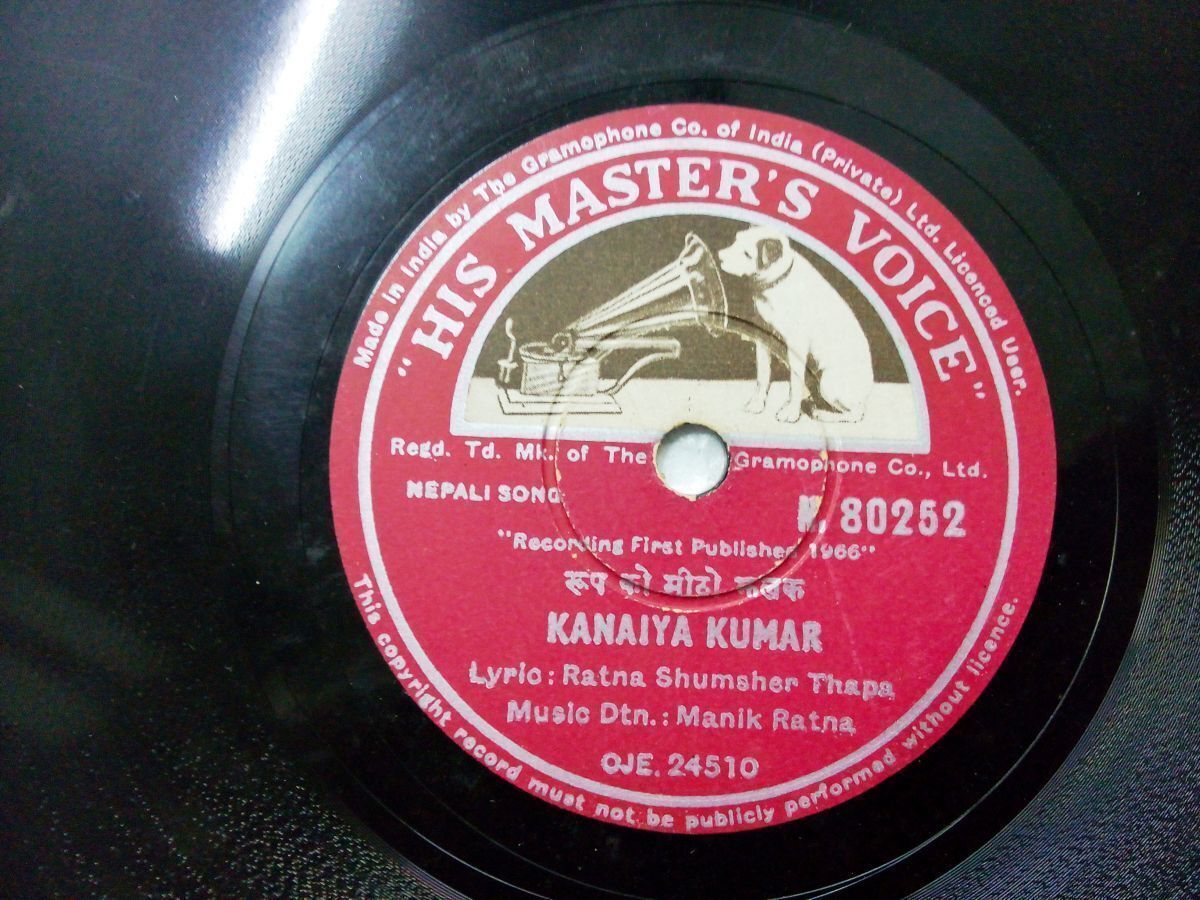 Made in India by The Gramophone Co. of India (Private) Ltd. Licenced User.
"HIS MASTER'S VOICE"
Regd. Td. Mk. of The Gramophone Co., Ltd.
NEPALI SONG
N. 80252
"Recording First Published 1966"
रूप को मीठो झलक
KANAIYA KUMAR
Lyric: Ratna Shumsher Thapa
Music Dtn.: Manik Ratna
OJE. 24510
This copyright record must not be publicly performed without licence.